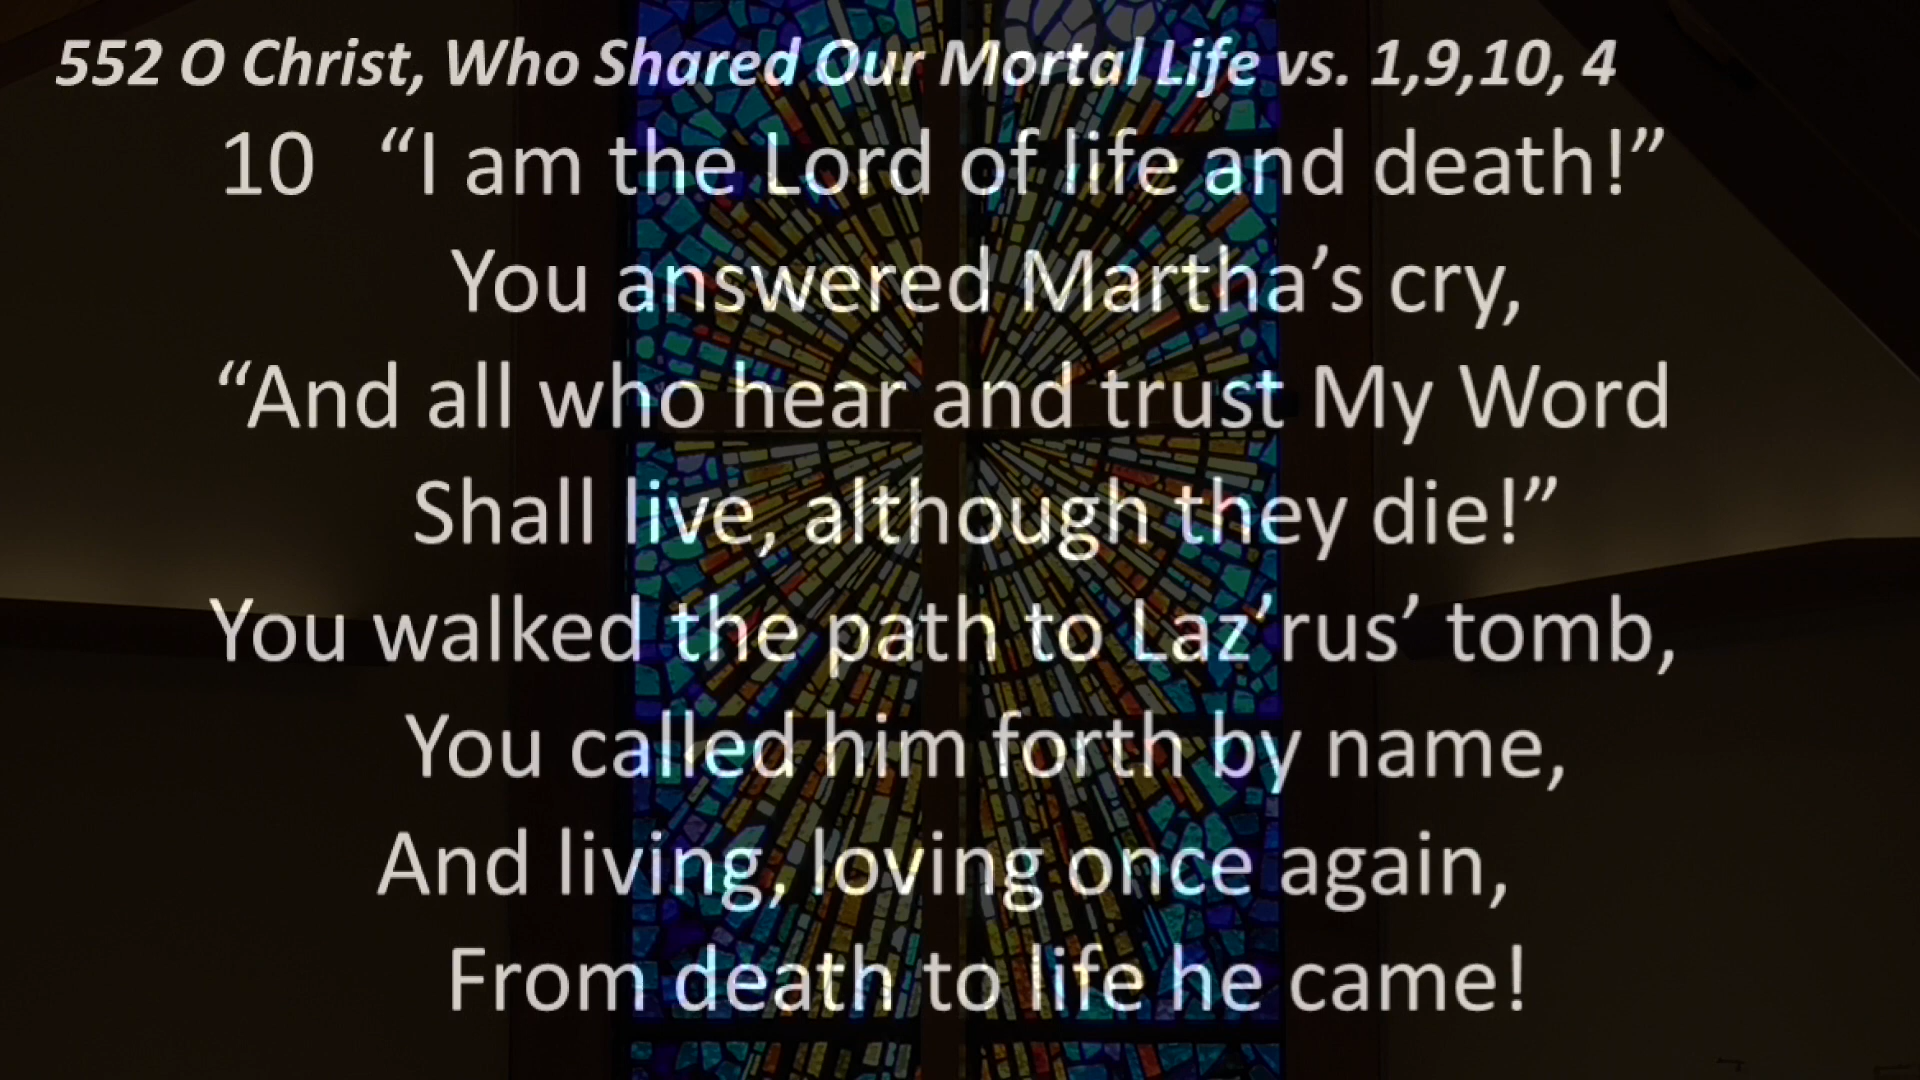 552 O Christ, Who Shared Our Mortal Life vs. 1,9,10, 4
10 “I am the Lord of life and death!”
You answered Martha’s cry,
“And all who hear and trust My Word
Shall live, although they die!”
You walked the path to Laz’rus’ tomb,
You called him forth by name,
And living, loving once again,
From death to life he came!